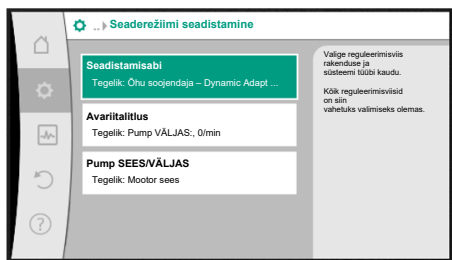 .. Seaderežiimi seadistamine
Seadistamisabi
Tegelik: Õhu soojendaja – Dynamic Adapt ...
Avariitalitlus
Tegelik: Pump VÄLJAS:, 0/min
Pump SEES/VÄLJAS
Tegelik: Mootor sees
Valige reguleerimisviis
rakenduse ja
süsteemi tüübi kaudu.
Kõik reguleerimisviisid
on siin
vahetuks valimiseks olemas.
?